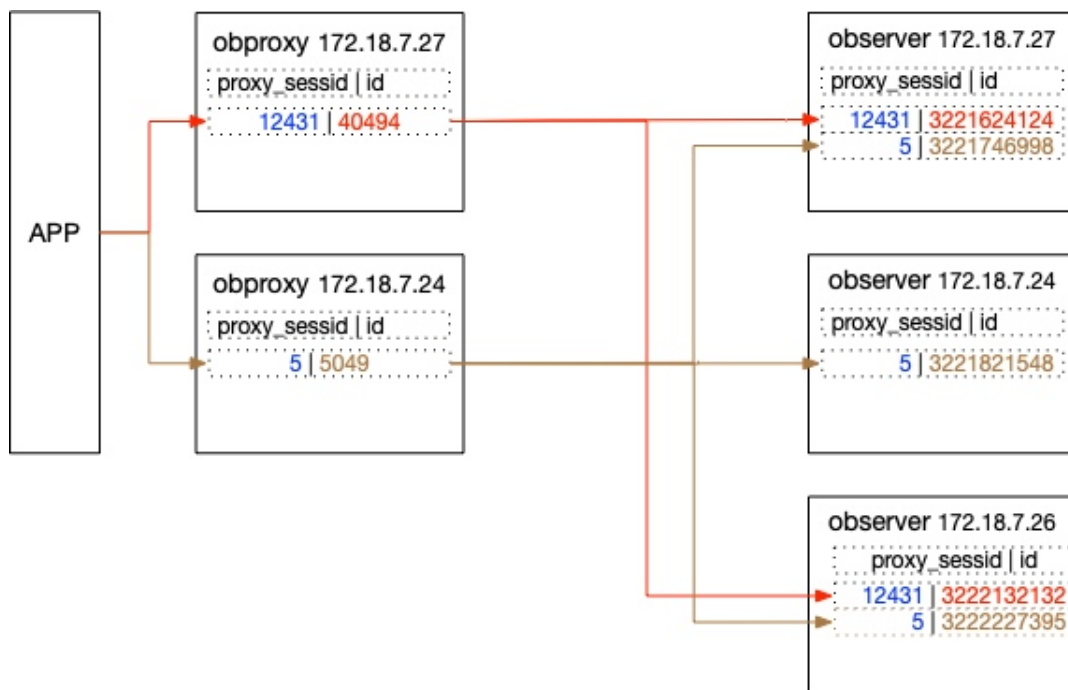 APP
obproxy 172.18.7.27
proxy_sessid | id
12431 | 40494
obproxy 172.18.7.24
proxy_sessid | id
5 | 5049
observer 172.18.7.27
proxy_sessid | id
12431 | 3221624124
5 | 3221746998
observer 172.18.7.24
proxy_sessid | id
5 | 3221821548
observer 172.18.7.26
proxy_sessid | id
12431 | 3222132132
5 | 3222227395